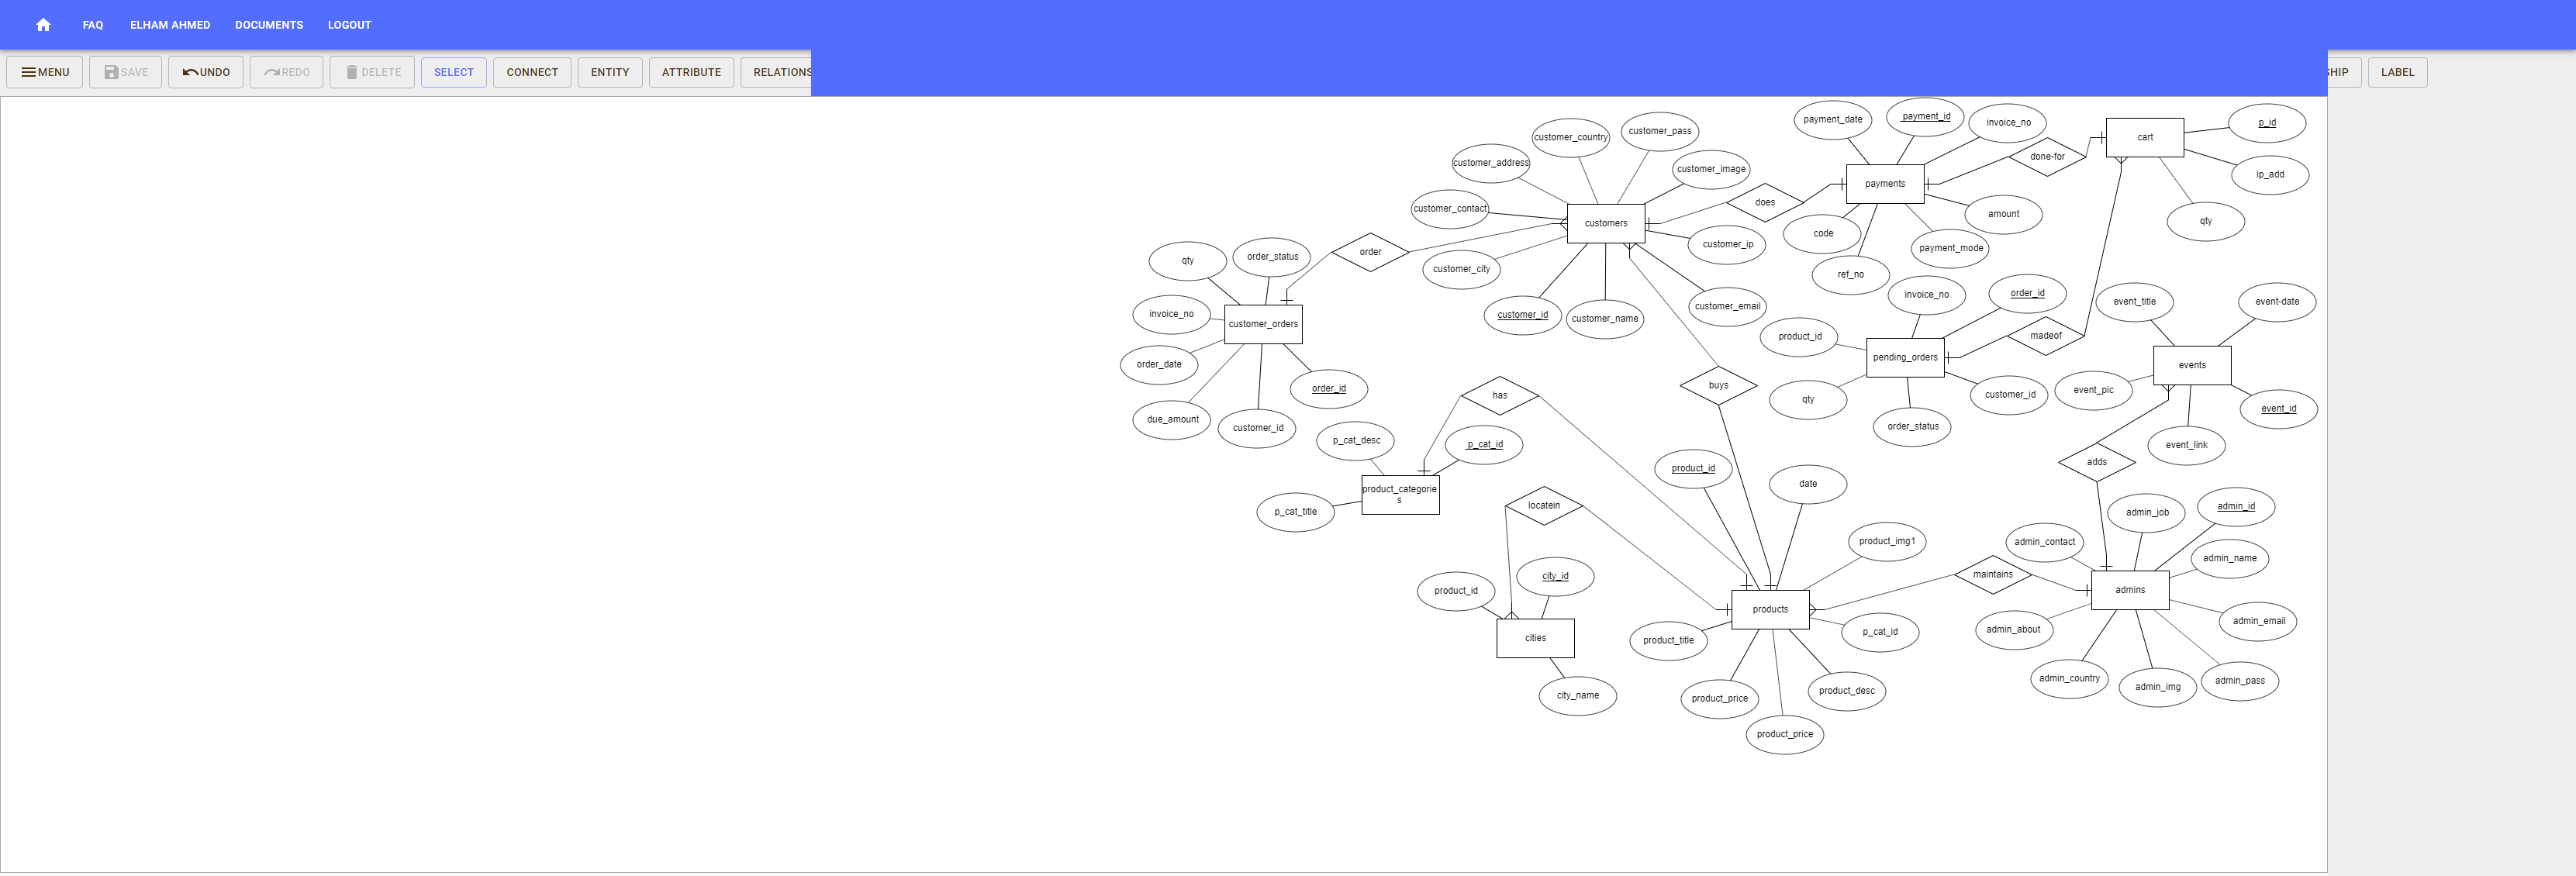 FAQ
ELHAM AHMED
DOCUMENTS
LOGOUT
MENU
SAVE
UNDO
REDO
DELETE
SELECT
CONNECT
ENTITY
ATTRIBUTE
RELATIONS
SHIP
LABEL
customer_country
customer_pass
customer_address
customer_image
customer_contact
customers
customer_ip
customer_city
customer_id
customer_name
customer_email
does
payment_date
payment_id
invoice_no
payments
amount
code
payment_mode
ref_no
done-for
cart
p_id
ip_add
qty
order
qty
order_status
invoice_no
customer_orders
order_date
order_id
due_amount
customer_id
invoice_no
order_id
product_id
madeof
pending_orders
qty
customer_id
order_status
event_title
event-date
events
event_pic
event_id
event_link
adds
buys
has
p_cat_desc
p_cat_id
product_categorie
s
p_cat_title
locatein
product_id
city_id
cities
city_name
product_id
date
product_img1
products
product_title
p_cat_id
product_price
product_desc
product_price
maintains
admin_job
admin_id
admin_contact
admin_name
admins
admin_about
admin_email
admin_country
admin_img
admin_pass